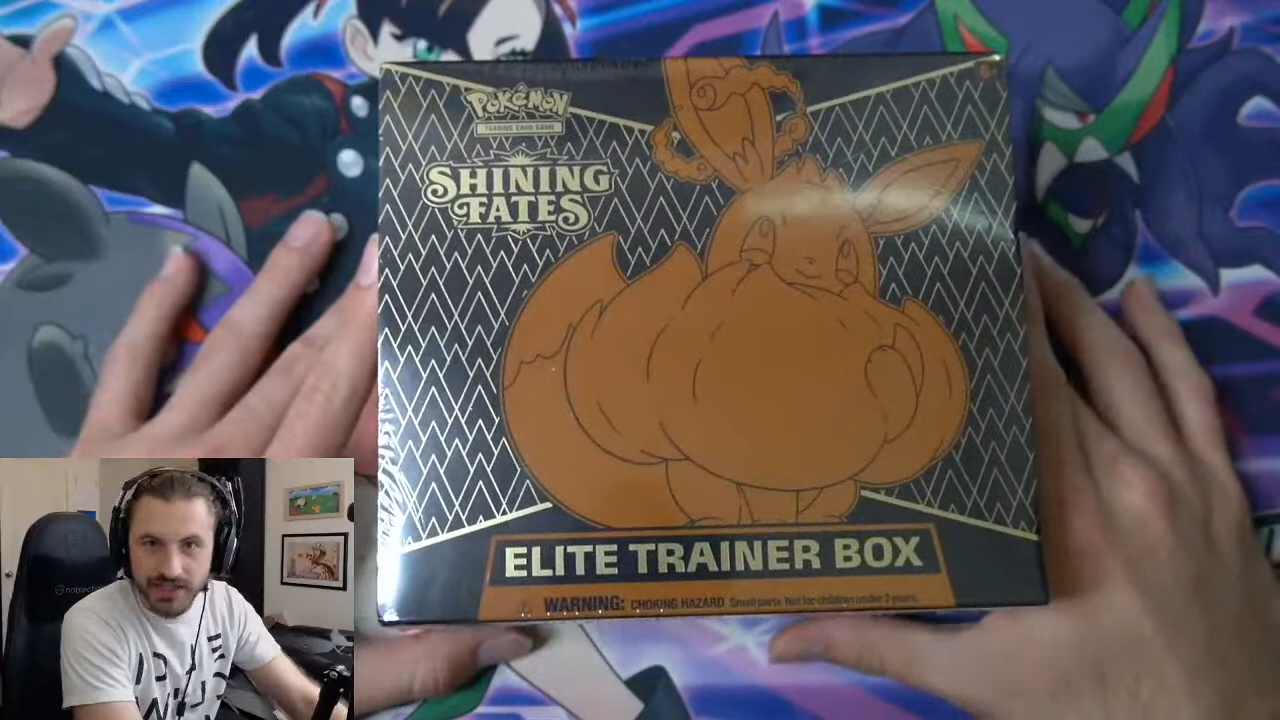 POKéMON
TRADING CARD GAME
SHINING
FATES
ELITE TRAINER BOX
WARNING: CHOKING HAZARD. Small parts. Not for children under 3 years.